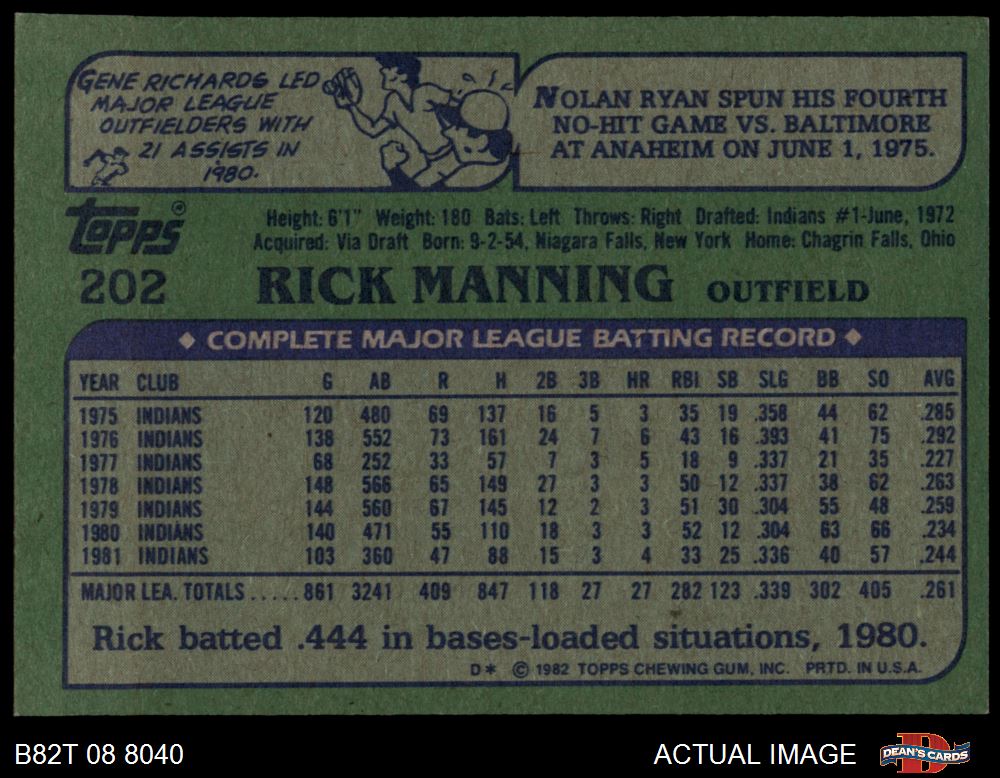 GENE RICHARDS LED
MAJOR LEAGUE
OUTFIELDERS WITH
21 ASSISTS IN
1980.
NOLAN RYAN SPUN HIS FOURTH
NO-HIT GAME VS. BALTIMORE
AT ANAHEIM ON JUNE 1, 1975.
Topps®
Height: 6'1" Weight: 180 Bats: Left Throws: Right Drafted: Indians #1-June, 1972
Acquired: Via Draft Born: 9-2-54, Niagara Falls, New York Home: Chagrin Falls, Ohio
202 RICK MANNING OUTFIELD
◆ COMPLETE MAJOR LEAGUE BATTING RECORD ◆
YEAR CLUB G AB R H 2B 3B HR RBI SB SLG BB SO AVG
1975 INDIANS 120 480 69 137 16 5 3 35 19 .358 44 62 .285
1976 INDIANS 138 552 73 161 24 7 6 43 16 .393 41 75 .292
1977 INDIANS 68 252 33 57 7 3 5 18 9 .337 21 35 .227
1978 INDIANS 148 566 65 149 27 3 3 50 12 .337 38 62 .263
1979 INDIANS 144 560 67 145 12 2 3 51 30 .304 55 48 .259
1980 INDIANS 140 471 55 110 18 3 3 52 12 .304 63 66 .234
1981 INDIANS 103 360 47 88 15 3 4 33 25 .336 40 57 .244
MAJOR LEA. TOTALS ..... 861 3241 409 847 118 27 27 282 123 .339 302 405 .261
Rick batted .444 in bases-loaded situations, 1980.
D* © 1982 TOPPS CHEWING GUM, INC. PRTD. IN U.S.A.
B82T 08 8040 ACTUAL IMAGE
D
DEAN'S CARDS